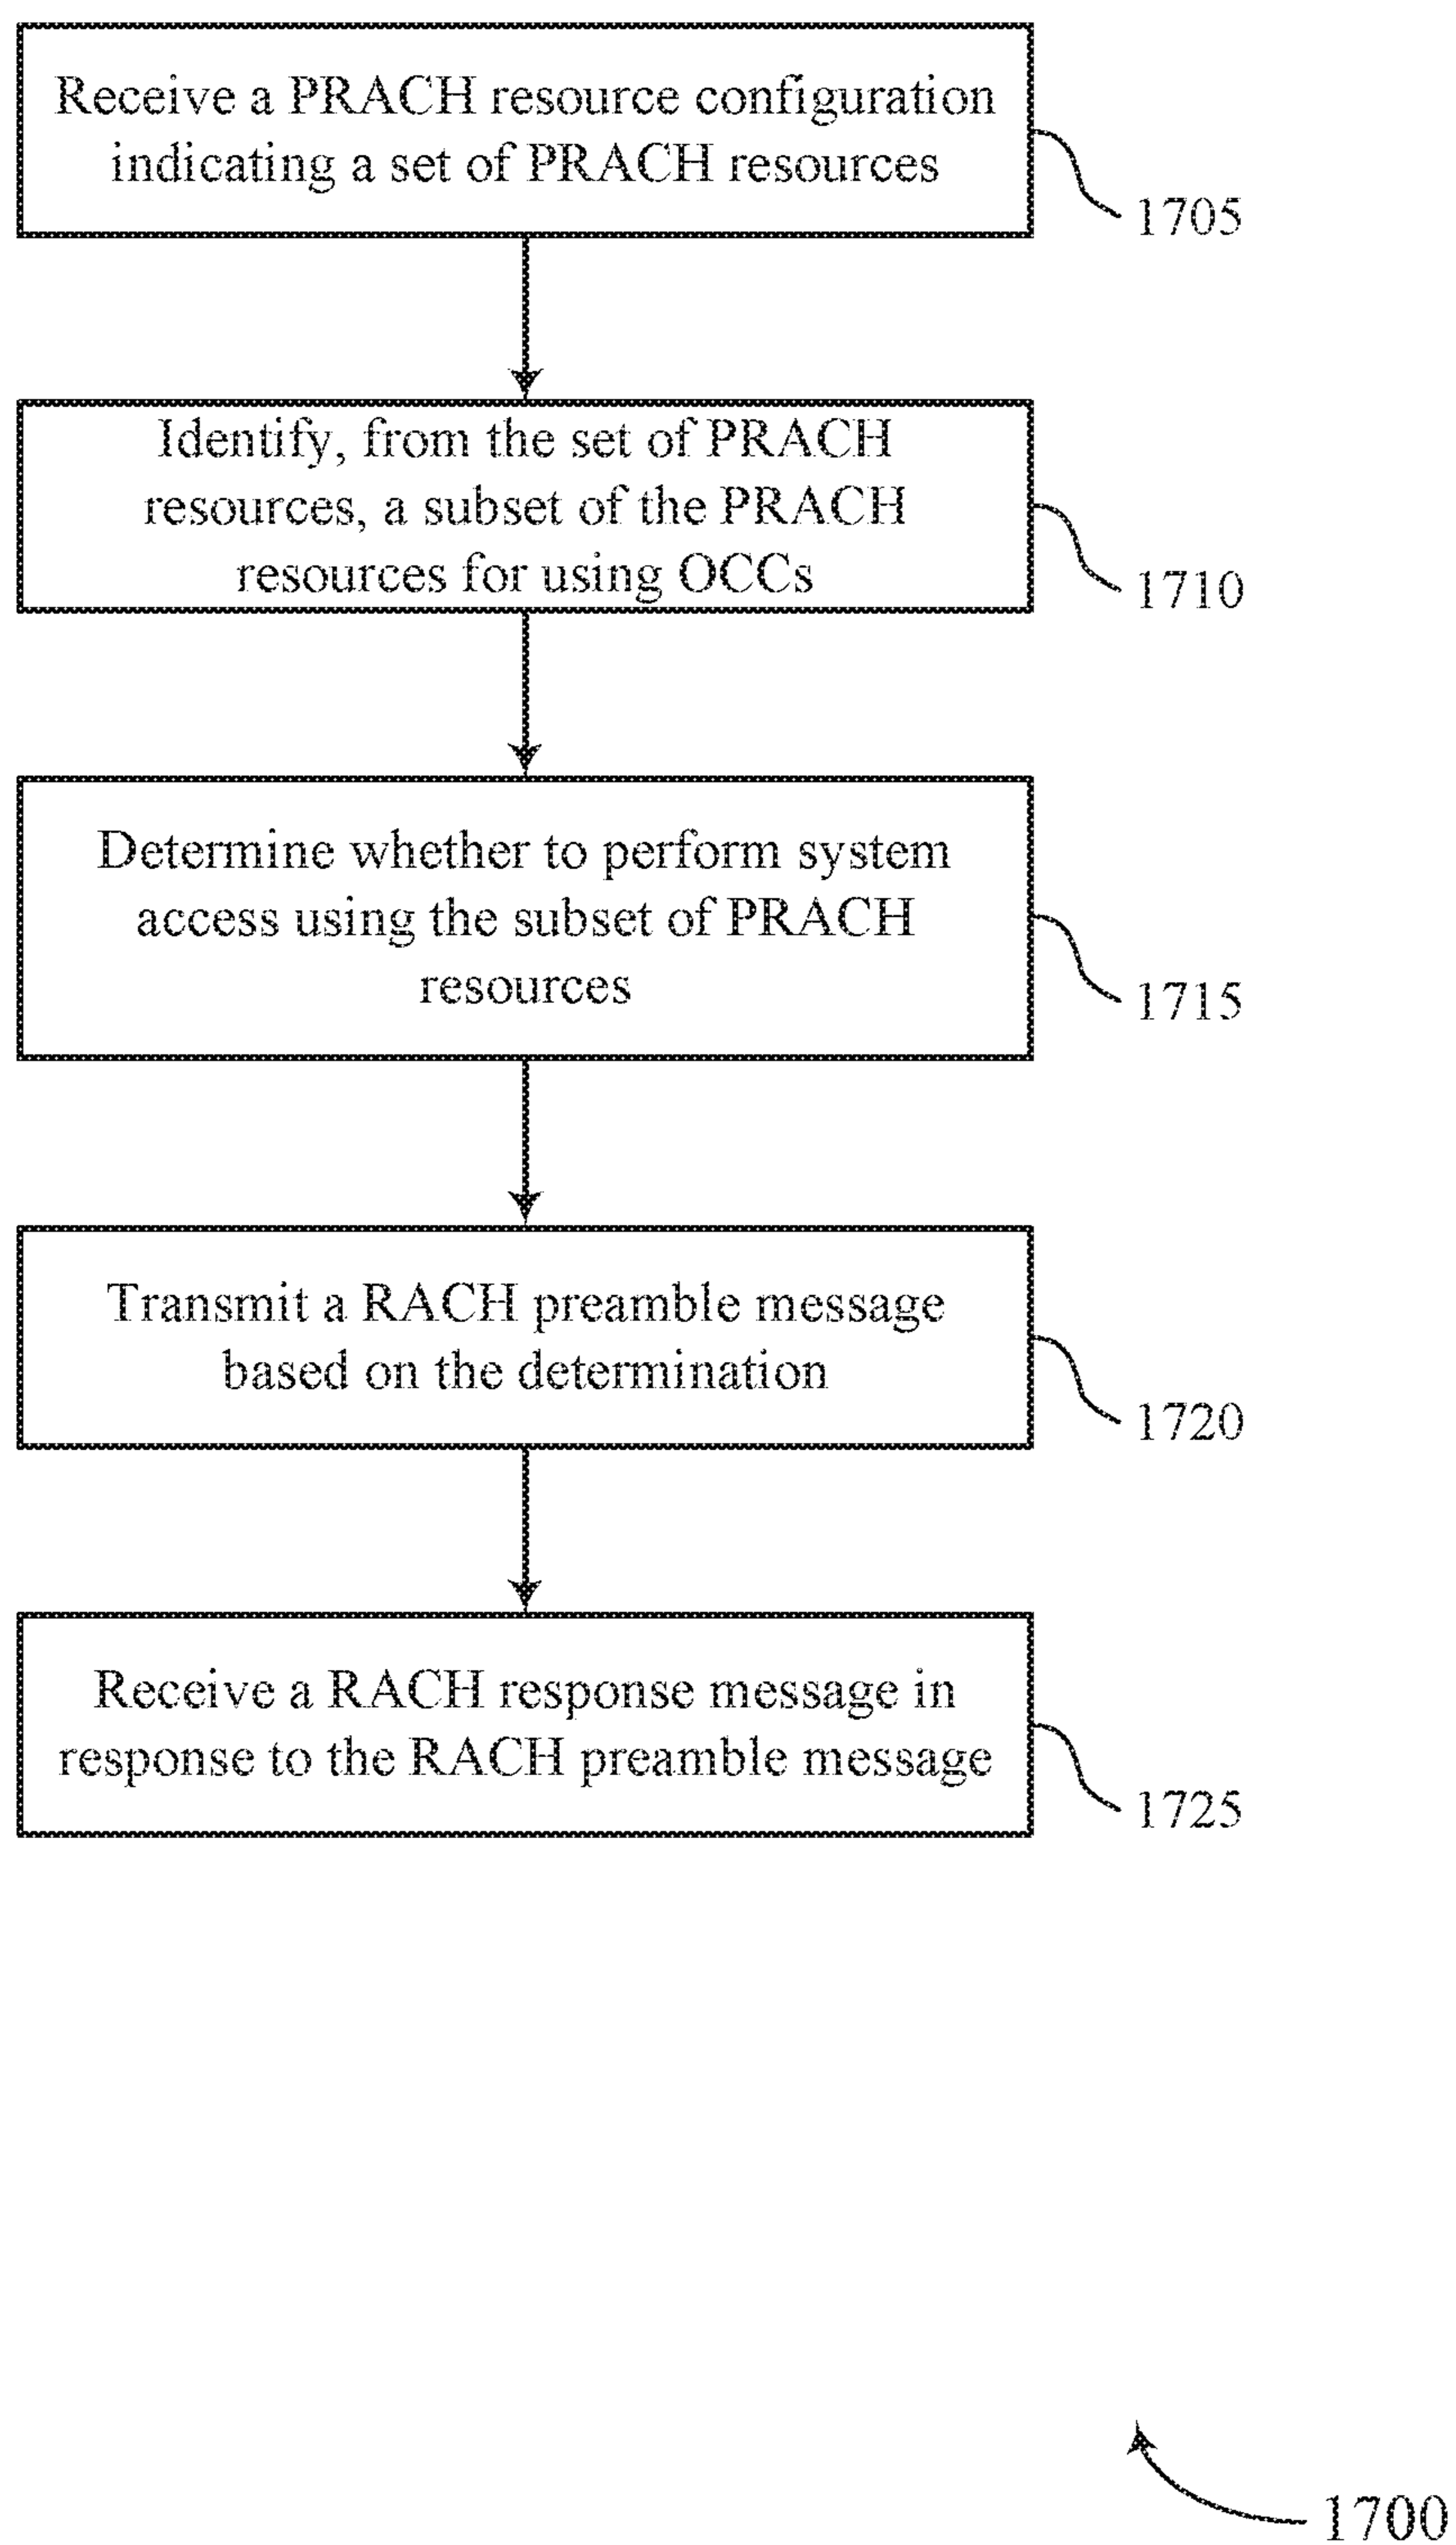 Receive a PRACH resource configuration
indicating a set of PRACH resources
1705
Identify, from the set of PRACH
resources, a subset of the PRACH
resources for using OCCs
1710
Determine whether to perform system
access using the subset of PRACH
resources
1715
Transmit a RACH preamble message
based on the determination
1720
Receive a RACH response message in
response to the RACH preamble message
1725
1700